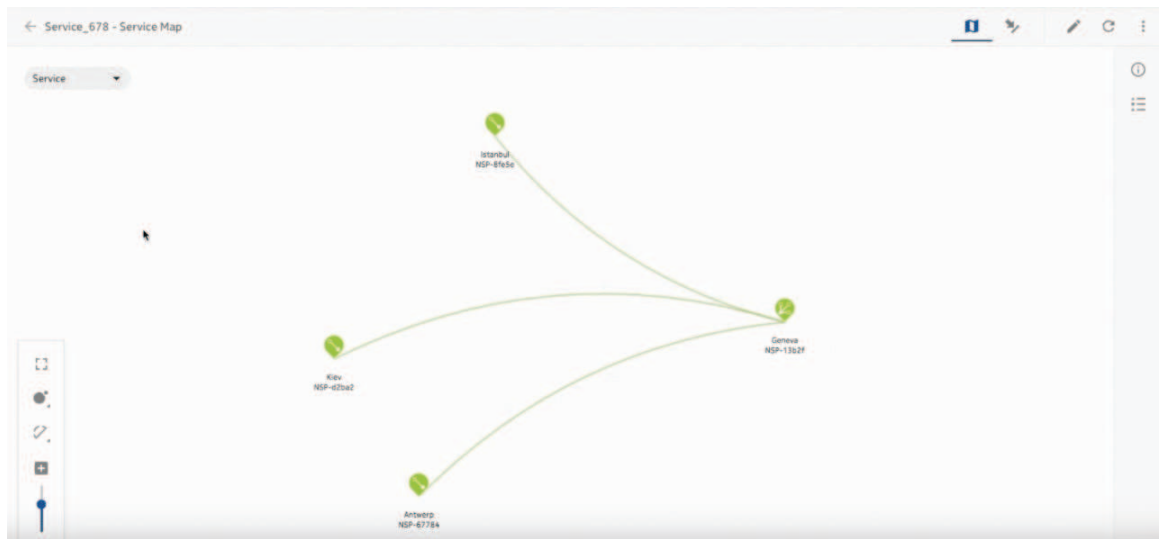 Service_678 - Service Map
Service
Istanbul
NSP-8fe5e
Geneva
NSP-13b2f
Kiev
NSP-d2ba2
Antwerp
NSP-67784